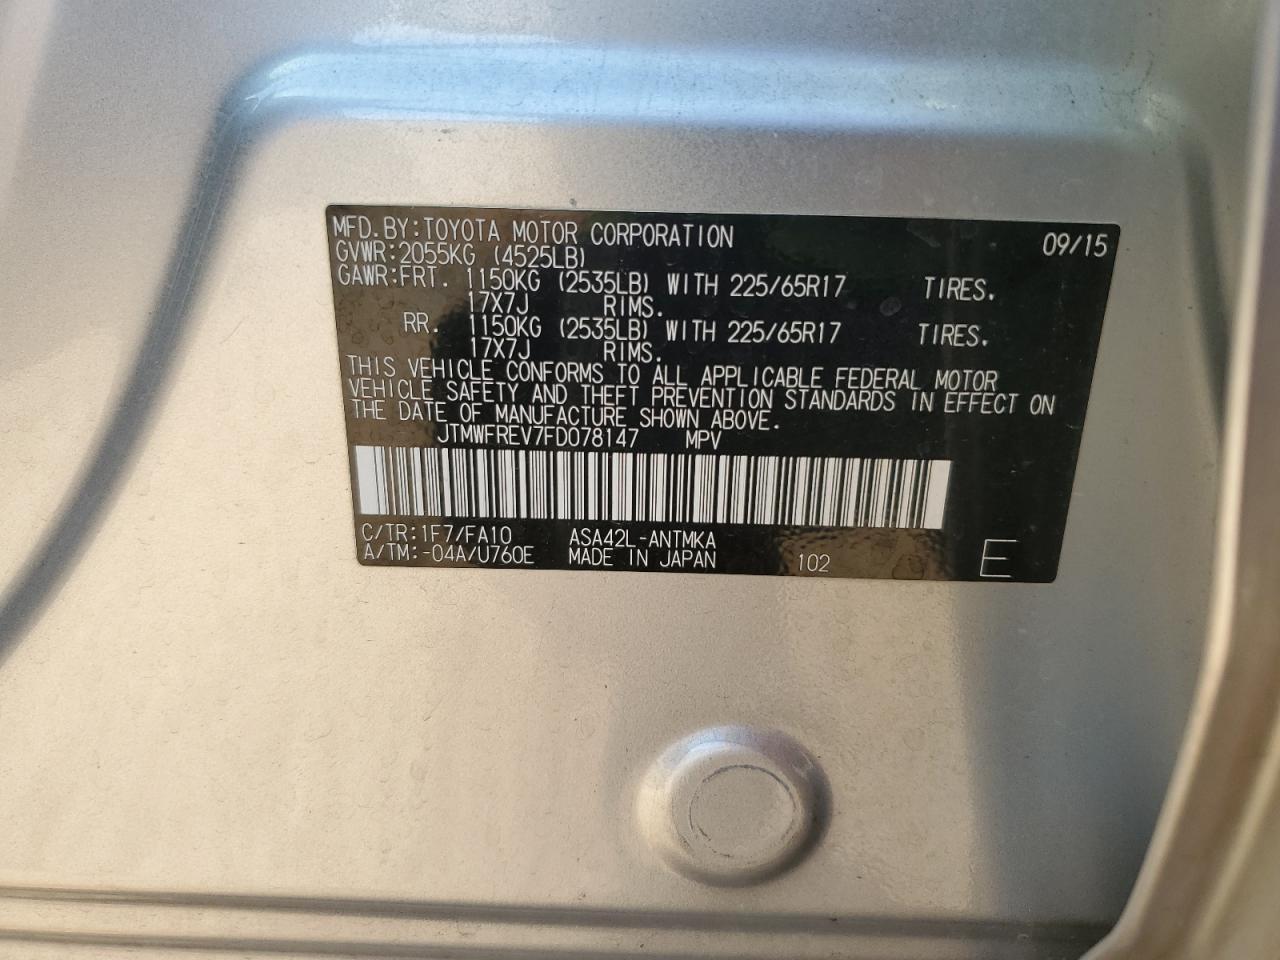 MFD.BY:TOYOTA MOTOR CORPORATION 09/15
GVWR:2055KG (4525LB)
GAWR:FRT. 1150KG (2535LB) WITH 225/65R17 TIRES.
17X7J RIMS.
RR. 1150KG (2535LB) WITH 225/65R17 TIRES.
17X7J RIMS.
THIS VEHICLE CONFORMS TO ALL APPLICABLE FEDERAL MOTOR
VEHICLE SAFETY AND THEFT PREVENTION STANDARDS IN EFFECT ON
THE DATE OF MANUFACTURE SHOWN ABOVE.
JTMWFREV7FD078147 MPV
C/TR:1F7/FA10 ASA42L-ANTMKA
A/TM:-04A/U760E MADE IN JAPAN 102 E